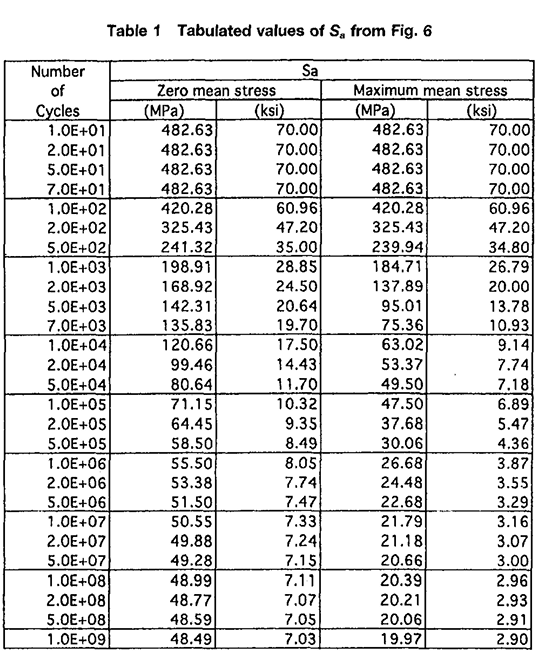 Table 1 Tabulated values of Sa from Fig. 6
Number of Cycles Sa
Zero mean stress Maximum mean stress
(MPa) (ksi) (MPa) (ksi)
1.0E+01 482.63 70.00 482.63 70.00
2.0E+01 482.63 70.00 482.63 70.00
5.0E+01 482.63 70.00 482.63 70.00
7.0E+01 482.63 70.00 482.63 70.00
1.0E+02 420.28 60.96 420.28 60.96
2.0E+02 325.43 47.20 325.43 47.20
5.0E+02 241.32 35.00 239.94 34.80
1.0E+03 198.91 28.85 184.71 26.79
2.0E+03 168.92 24.50 137.89 20.00
5.0E+03 142.31 20.64 95.01 13.78
7.0E+03 135.83 19.70 75.36 10.93
1.0E+04 120.66 17.50 63.02 9.14
2.0E+04 99.46 14.43 53.37 7.74
5.0E+04 80.64 11.70 49.50 7.18
1.0E+05 71.15 10.32 47.50 6.89
2.0E+05 64.45 9.35 37.68 5.47
5.0E+05 58.50 8.49 30.06 4.36
1.0E+06 55.50 8.05 26.68 3.87
2.0E+06 53.38 7.74 24.48 3.55
5.0E+06 51.50 7.47 22.68 3.29
1.0E+07 50.55 7.33 21.79 3.16
2.0E+07 49.88 7.24 21.18 3.07
5.0E+07 49.28 7.15 20.66 3.00
1.0E+08 48.99 7.11 20.39 2.96
2.0E+08 48.77 7.07 20.21 2.93
5.0E+08 48.59 7.05 20.06 2.91
1.0E+09 48.49 7.03 19.97 2.90